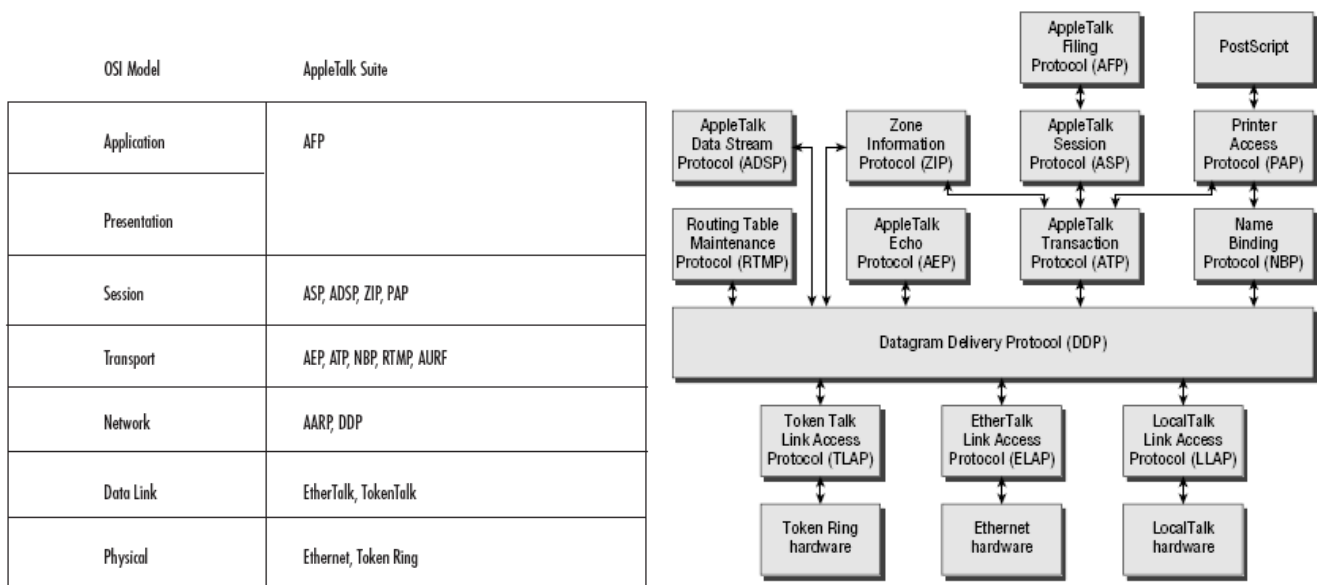 OSI Model AppleTalk Suite
Application AFP
Presentation
Session ASP, ADSP, ZIP, PAP
Transport AEP, ATP, NBP, RTMP, AURF
Network AARP, DDP
Data Link EtherTalk, TokenTalk
Physical Ethernet, Token Ring
AppleTalk
Filing
Protocol (AFP)
PostScript
AppleTalk
Data Stream
Protocol (ADSP)
Zone
Information
Protocol (ZIP)
AppleTalk
Session
Protocol (ASP)
Printer
Access
Protocol (PAP)
Routing Table
Maintenance
Protocol (RTMP)
AppleTalk
Echo
Protocol (AEP)
AppleTalk
Transaction
Protocol (ATP)
Name
Binding
Protocol (NBP)
Datagram Delivery Protocol (DDP)
Token Talk
Link Access
Protocol (TLAP)
EtherTalk
Link Access
Protocol (ELAP)
LocalTalk
Link Access
Protocol (LLAP)
Token Ring
hardware
Ethernet
hardware
LocalTalk
hardware